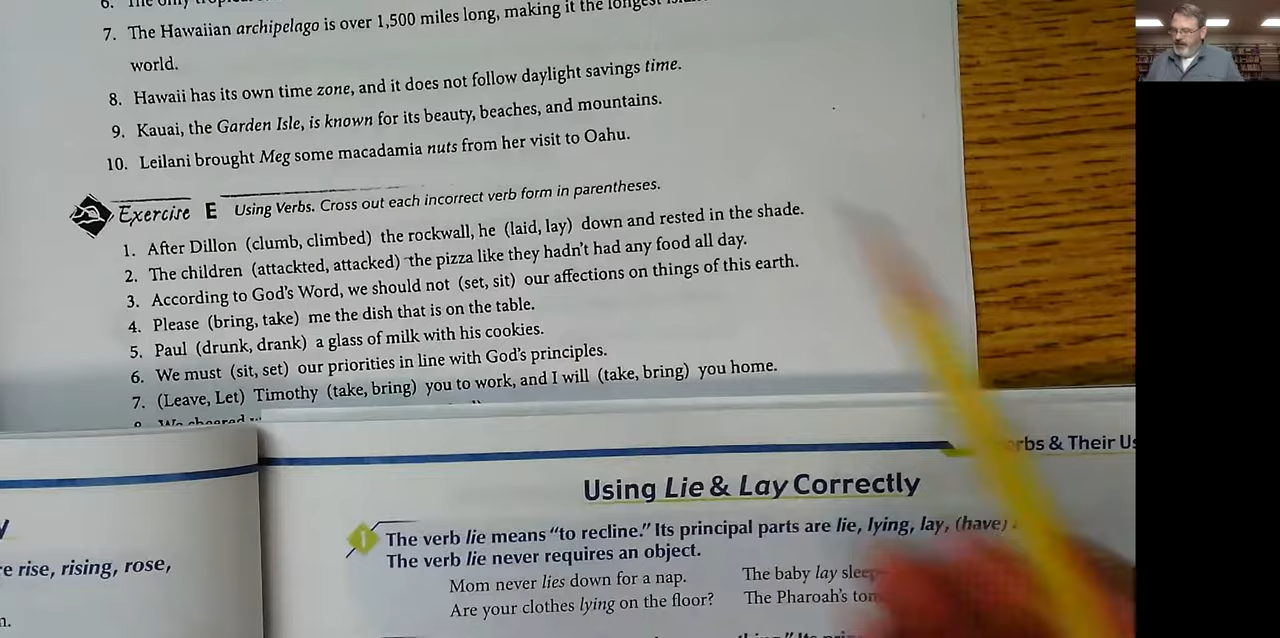 6. The only
7. The Hawaiian archipelago is over 1,500 miles long, making it the longest
world.
8. Hawaii has its own time zone, and it does not follow daylight savings time.
9. Kauai, the Garden Isle, is known for its beauty, beaches, and mountains.
10. Leilani brought Meg some macadamia nuts from her visit to Oahu.
Exercise E Using Verbs. Cross out each incorrect verb form in parentheses.
1. After Dillon (clumb, climbed) the rockwall, he (laid, lay) down and rested in the shade.
2. The children (attackted, attacked) the pizza like they hadn't had any food all day.
3. According to God's Word, we should not (set, sit) our affections on things of this earth.
4. Please (bring, take) me the dish that is on the table.
5. Paul (drunk, drank) a glass of milk with his cookies.
6. We must (sit, set) our priorities in line with God's principles.
7. (Leave, Let) Timothy (take, bring) you to work, and I will (take, bring) you home.
8. We cheered
& Their
Using Lie & Lay Correctly
1 The verb lie means "to recline." Its principal parts are lie, lying, lay, (have)
The verb lie never requires an object.
Mom never lies down for a nap. The baby lay
Are your clothes lying on the floor? The Pharoah's
rise, rising, rose,